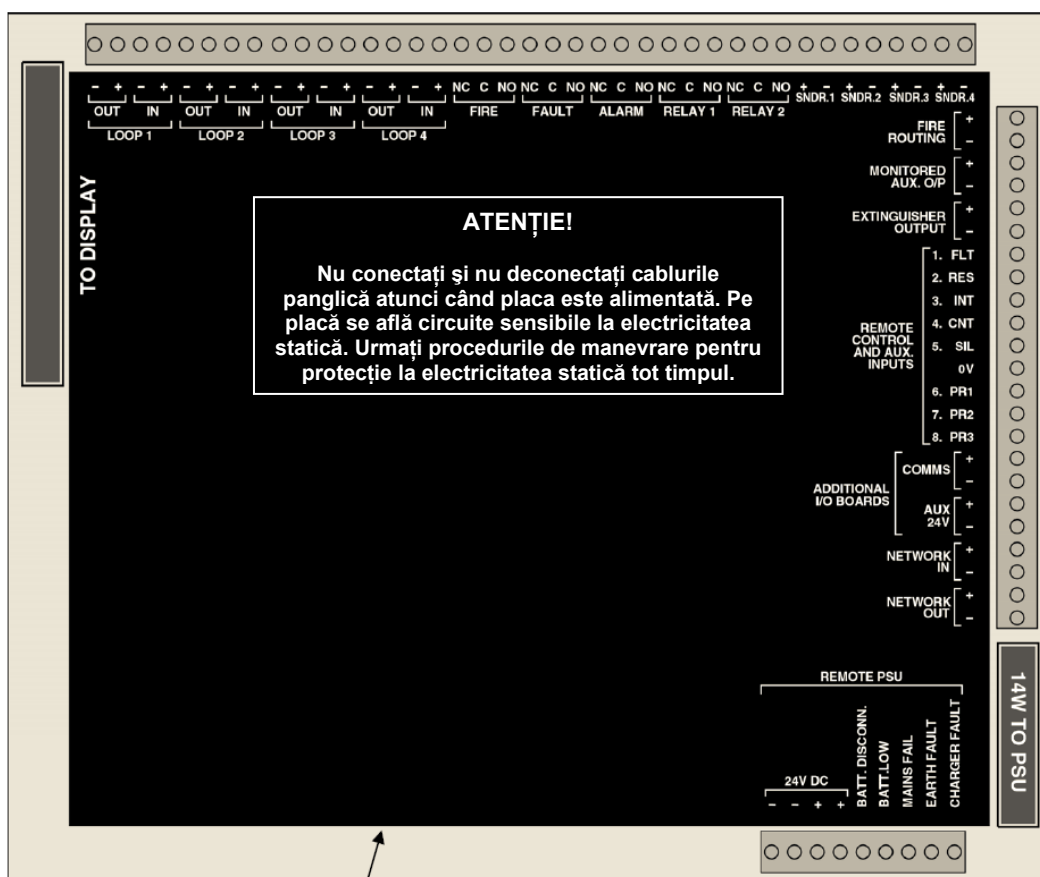 - + - + - + - + - + - + - + - + NC C NO NC C NO NC C NO NC C NO NC C NO + - + - + - + -
OUT IN OUT IN OUT IN OUT IN FIRE FAULT ALARM RELAY 1 RELAY 2 SNDR.1 SNDR.2 SNDR.3 SNDR.4
LOOP 1 LOOP 2 LOOP 3 LOOP 4
TO DISPLAY
ATENȚIE!
Nu conectați și nu deconectați cablurile
panglică atunci când placa este alimentată. Pe
placă se află circuite sensibile la electricitatea
statică. Urmați procedurile de manevrare pentru
protecție la electricitatea statică tot timpul.
FIRE +
ROUTING -
MONITORED +
AUX. O/P -
EXTINGUISHER +
OUTPUT -
1. FLT
2. RES
3. INT
REMOTE
CONTROL
AND AUX.
INPUTS
4. CNT
5. SIL
0V
6. PR1
7. PR2
8. PR3
ADDITIONAL
I/O BOARDS
COMMS + -
AUX +
24V -
NETWORK +
IN -
NETWORK +
OUT -
REMOTE PSU
24V DC
- - + +
BATT. DISCONN.
BATT.LOW
MAINS FAIL
EARTH FAULT
CHARGER FAULT
14W TO PSU